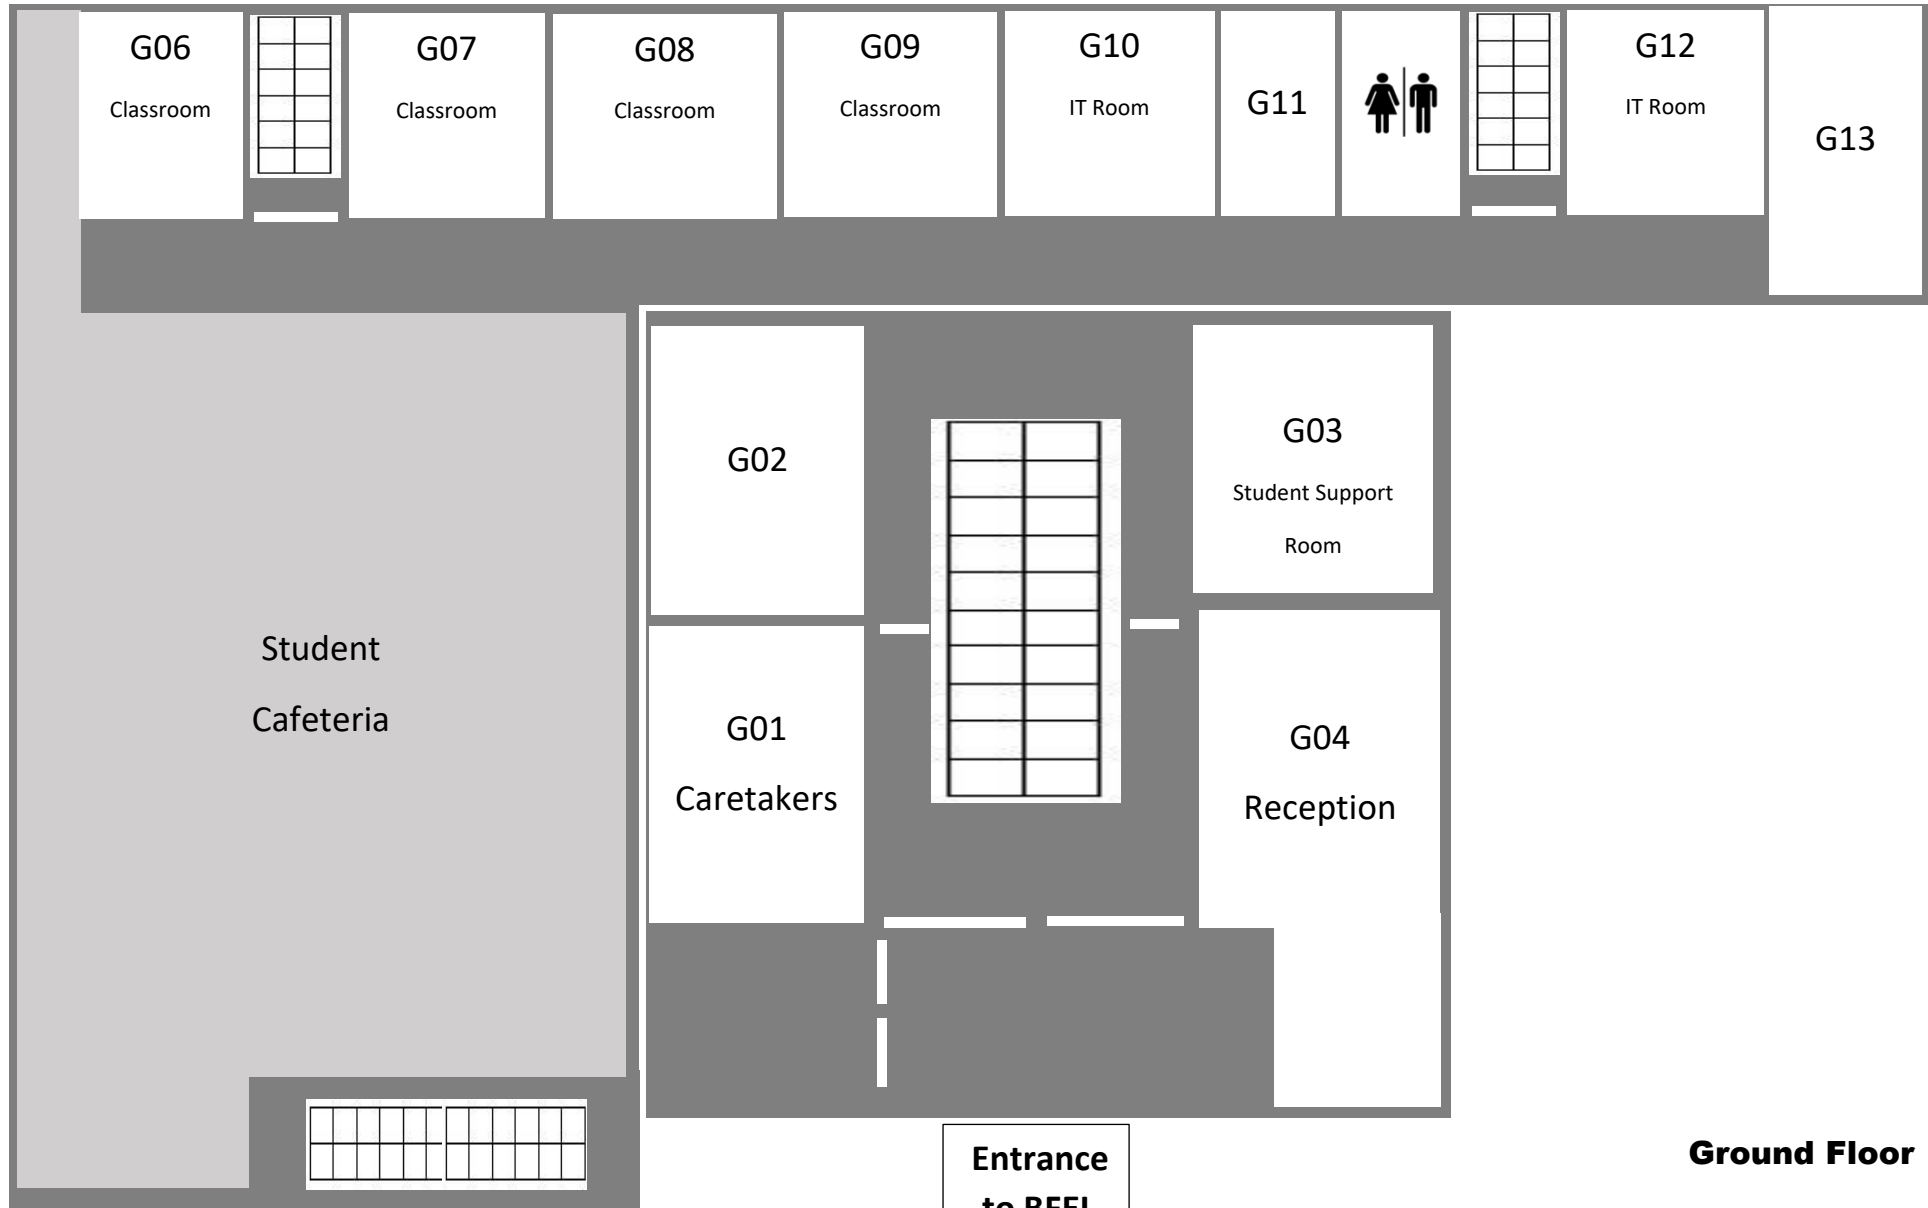 G06
Classroom
G07
Classroom
G08
Classroom
G09
Classroom
G10
IT Room
G11
G12
IT Room
G13
G02
G03
Student Support
Room
Student
Cafeteria
G01
Caretakers
G04
Reception
Entrance
to
Ground Floor